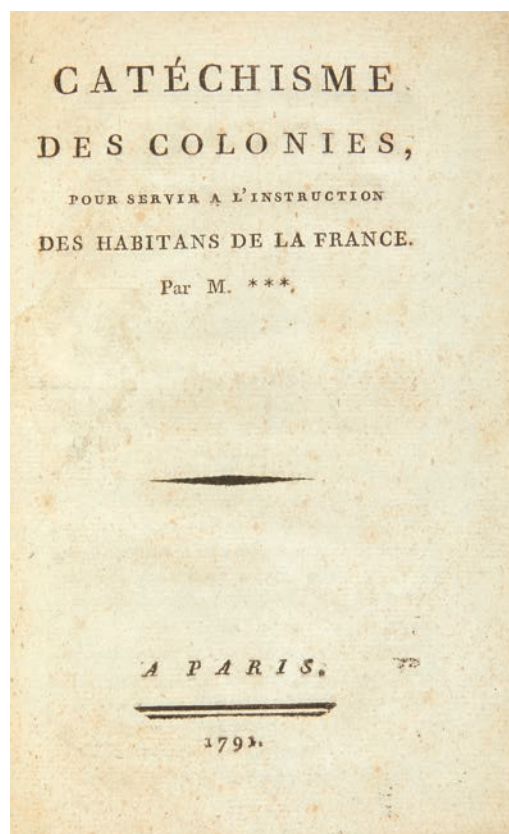 CATÉCHISME
DES COLONIES,
POUR SERVIR A L'INSTRUCTION
DES HABITANS DE LA FRANCE.
Par M. ***.
A PARIS.
1791.